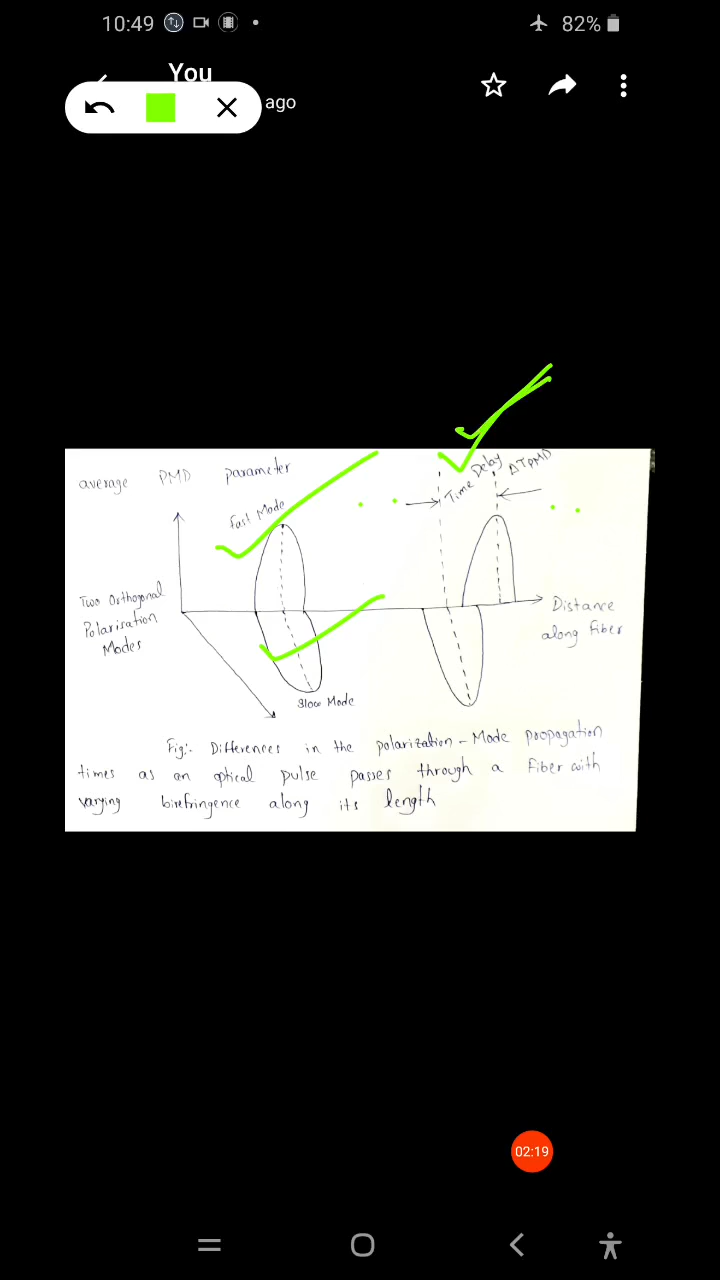 10:49
82%
You
ago
average PMD parameter
Fast Mode
Time Delay ΔTPMD
Two Orthogonal
Polarisation
Modes
Distance
along Fiber
Slow Mode
Fig:- Differences in the polarization - Mode propagation
times as an optical pulse passes through a Fiber with
varying birefringence along its length
02:19